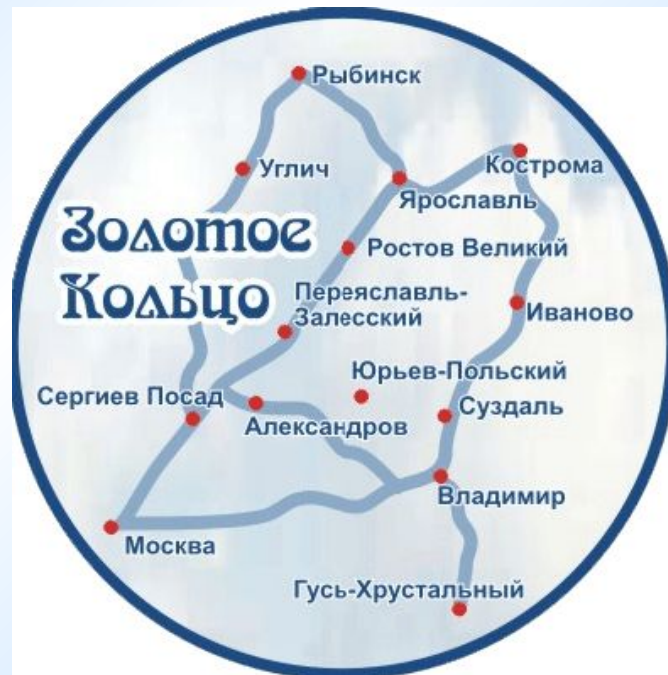 Рыбинск
Кострома
Углич
Ярославль
Золотое
Кольцо
Ростов Великий
Переяславль-
Залесский
Иваново
Юрьев-Польский
Сергиев Посад
Александров
Суздаль
Владимир
Москва
Гусь-Хрустальный